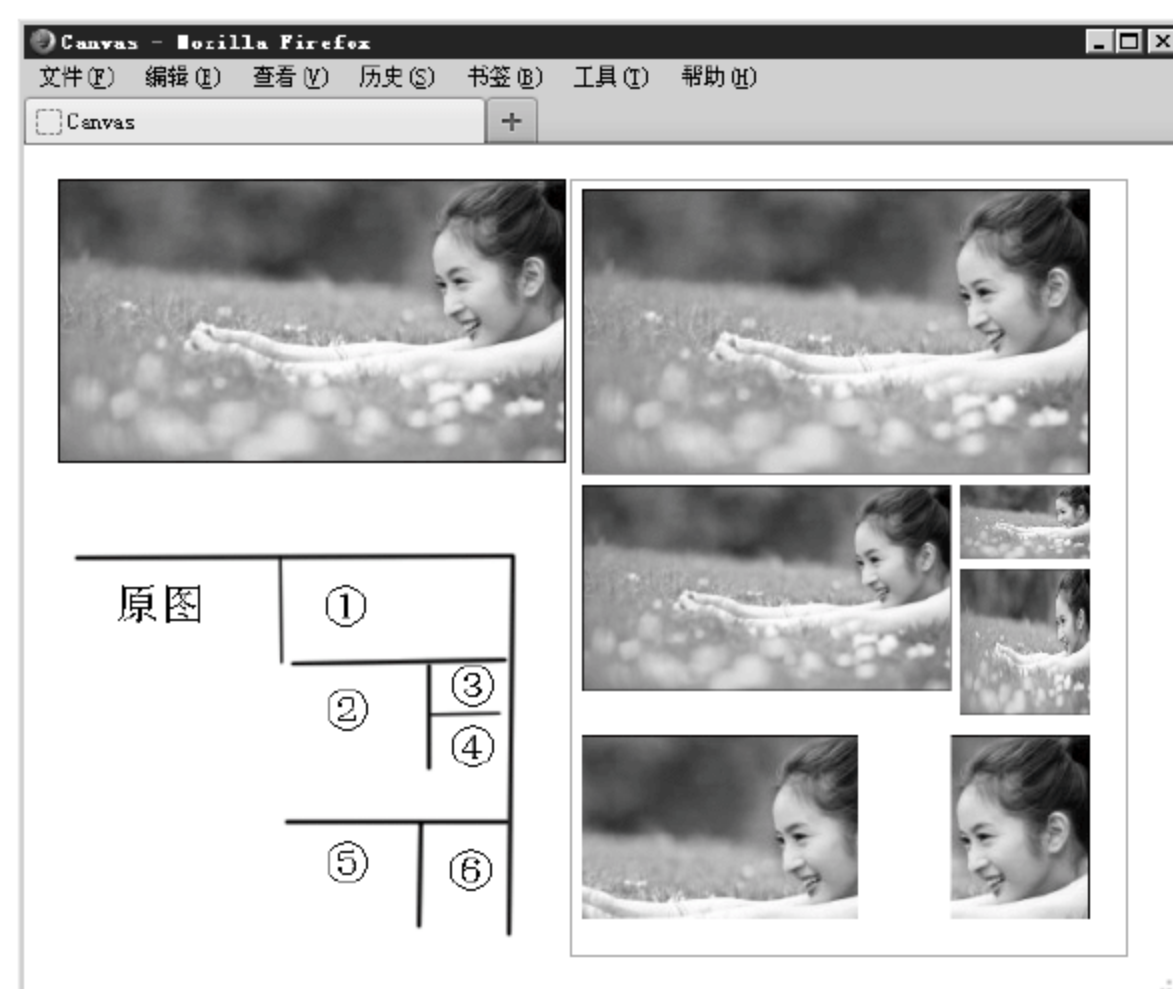 Canvas - Mozilla Firefox
文件(F) 编辑(E) 查看(V) 历史(S) 书签(B) 工具(T) 帮助(H)
Canvas
+
原图 ①
③
②
④
⑤ ⑥